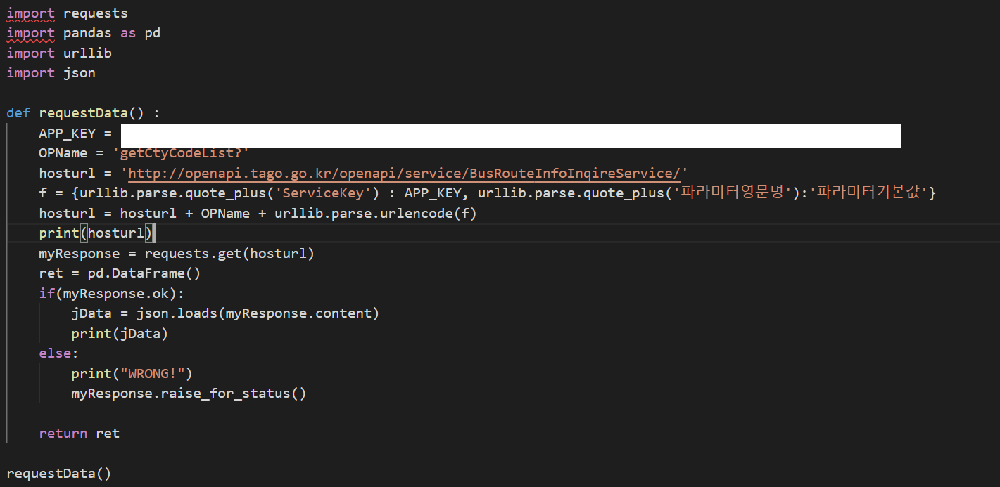 import requests
import pandas as pd
import urllib
import json
def requestData() :
    APP_KEY =
    OPName = 'getCtyCodeList?'
    hosturl = 'http://openapi.tago.go.kr/openapi/service/BusRouteInfoInqireService/'
    f = {urllib.parse.quote_plus('ServiceKey') : APP_KEY, urllib.parse.quote_plus('파라미터영문명'):'파라미터기본값'}
    hosturl = hosturl + OPName + urllib.parse.urlencode(f)
    print(hosturl)
    myResponse = requests.get(hosturl)
    ret = pd.DataFrame()
    if(myResponse.ok):
        jData = json.loads(myResponse.content)
        print(jData)
    else:
        print("WRONG!")
        myResponse.raise_for_status()
    return ret
requestData()